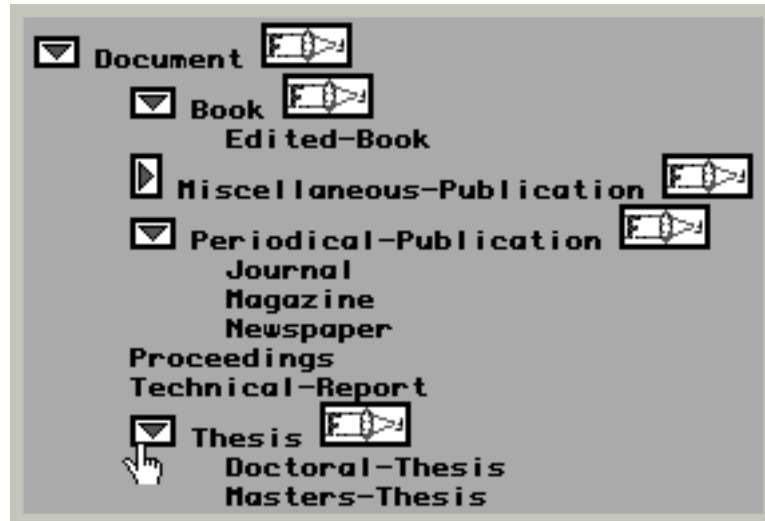 Document F
Book F
Edited-Book
Miscellaneous-Publication F
Periodical-Publication F
Journal
Magazine
Newspaper
Proceedings
Technical-Report
Thesis F
Doctoral-Thesis
Masters-Thesis